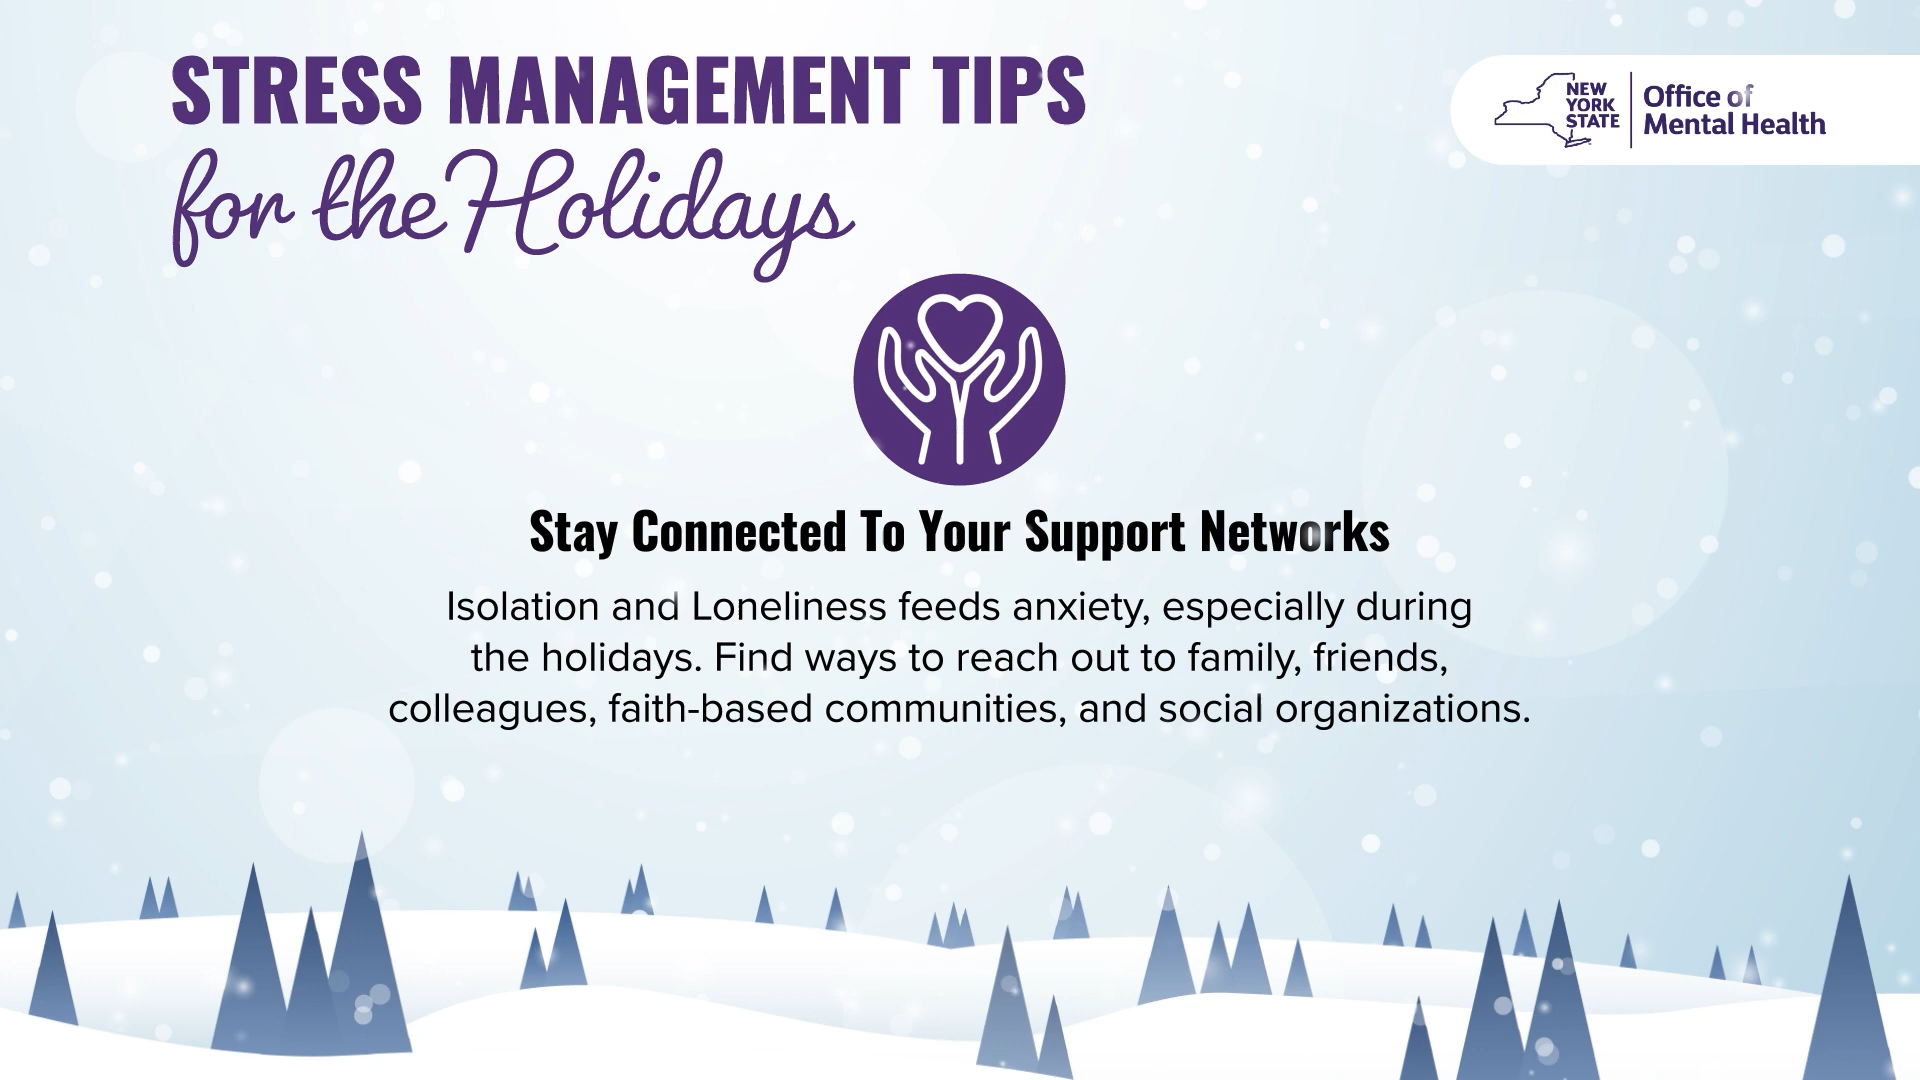 STRESS MANAGEMENT TIPS
for the Holidays
NEW
YORK
STATE
Office of
Mental Health
Stay Connected To Your Support Networks
Isolation and Loneliness feeds anxiety, especially during
the holidays. Find ways to reach out to family, friends,
colleagues, faith-based communities, and social organizations.